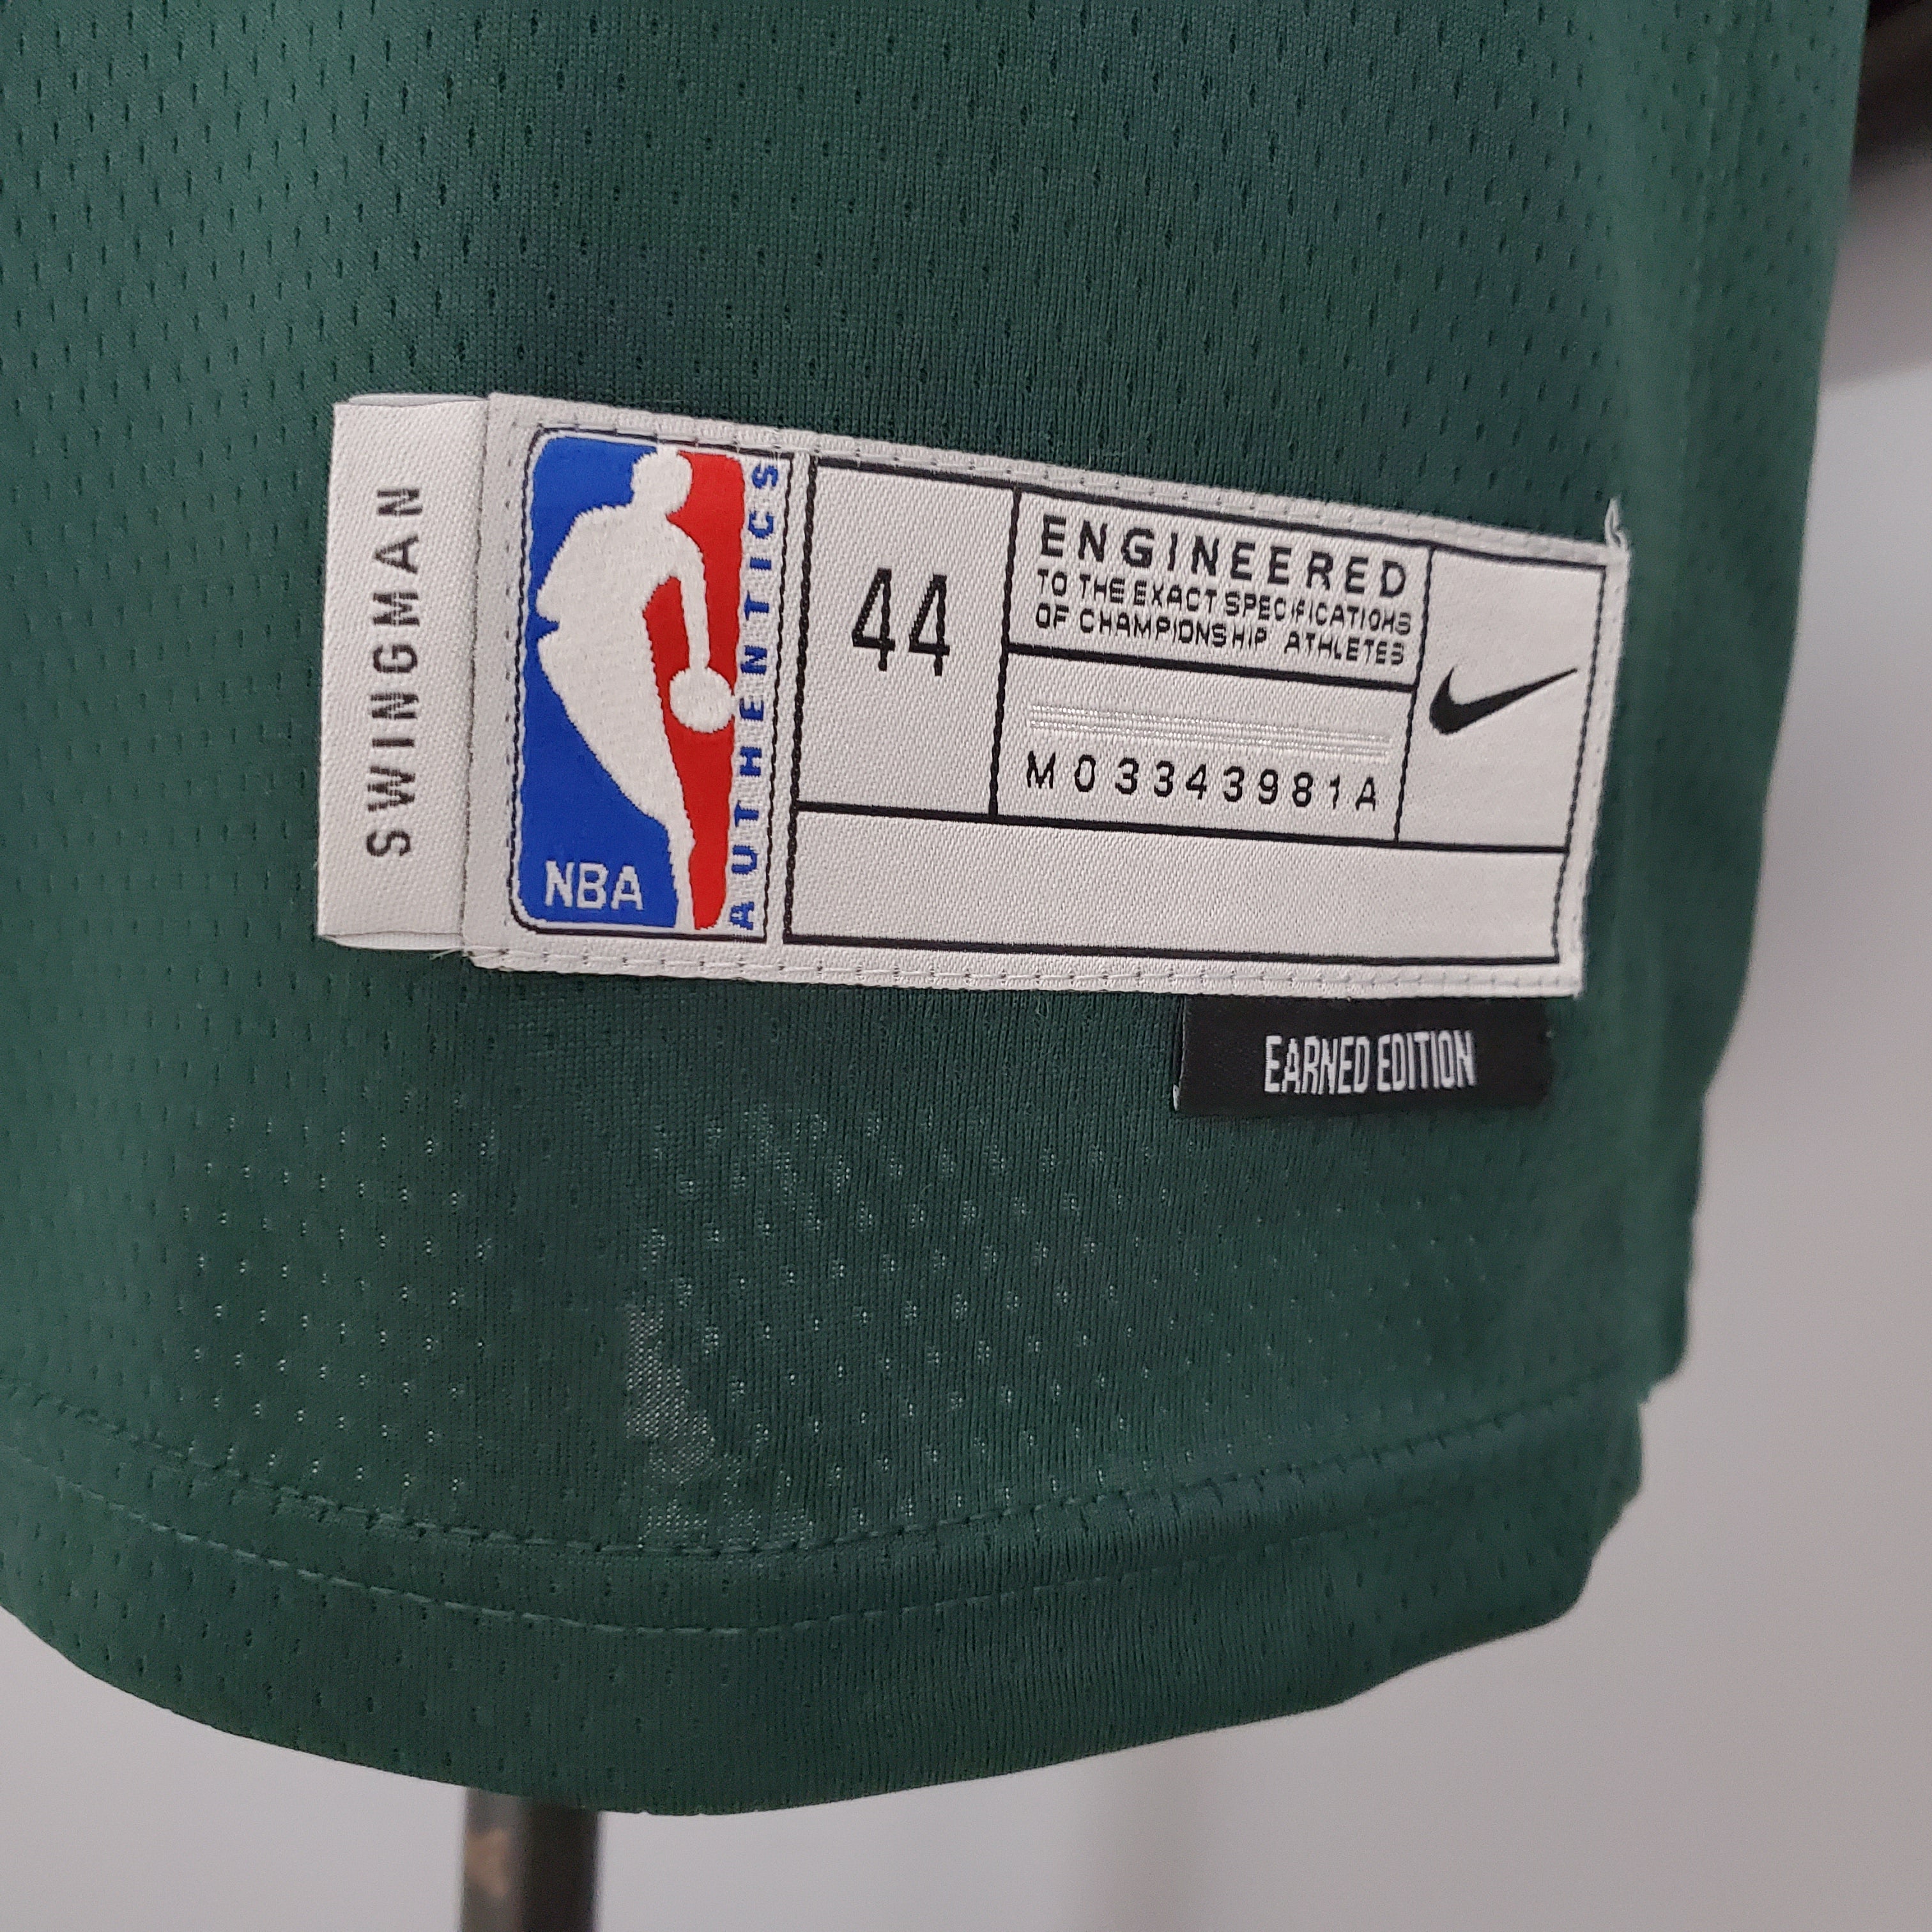 SWINGMAN
NBA
AUTHENTICS
44
ENGINEERED
TO THE EXACT SPECIFICATIONS
OF CHAMPIONSHIP ATHLETES
M03343981A
EARNED EDITION